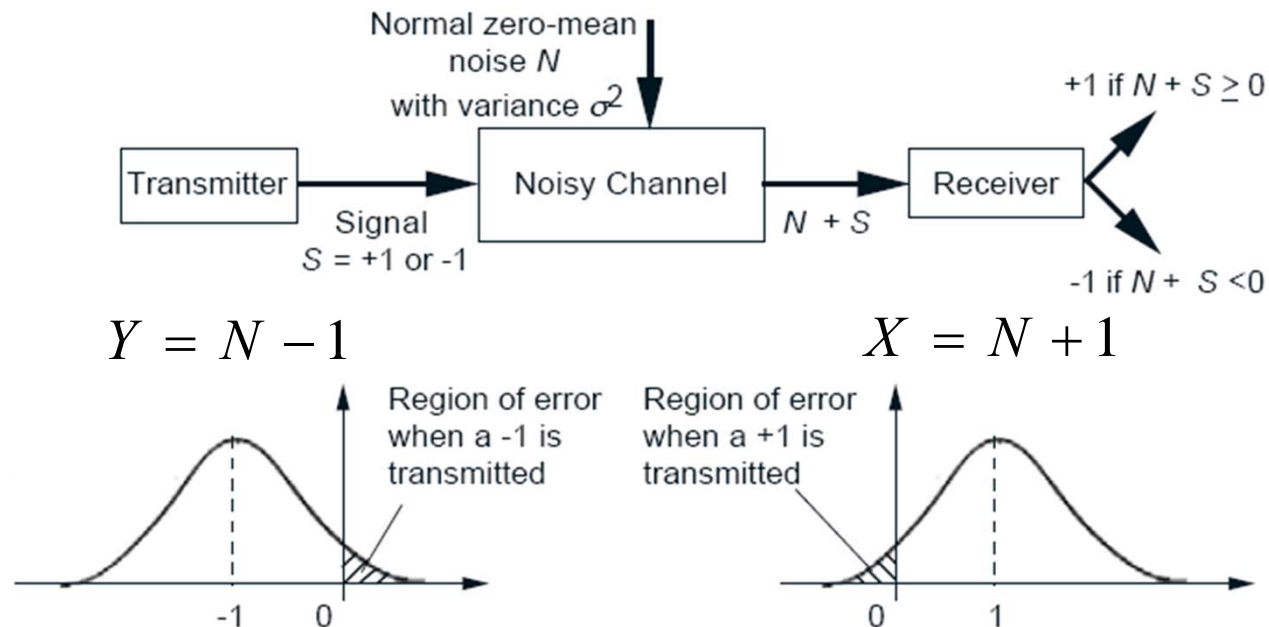 Normal zero-mean
noise N
with variance σ²
+1 if N + S ≥ 0
Transmitter
Noisy Channel
Receiver
Signal
S = +1 or -1
N + S
-1 if N + S <0
Y = N − 1
X = N + 1
Region of error
when a -1 is
transmitted
Region of error
when a +1 is
transmitted
-1
0
0
1